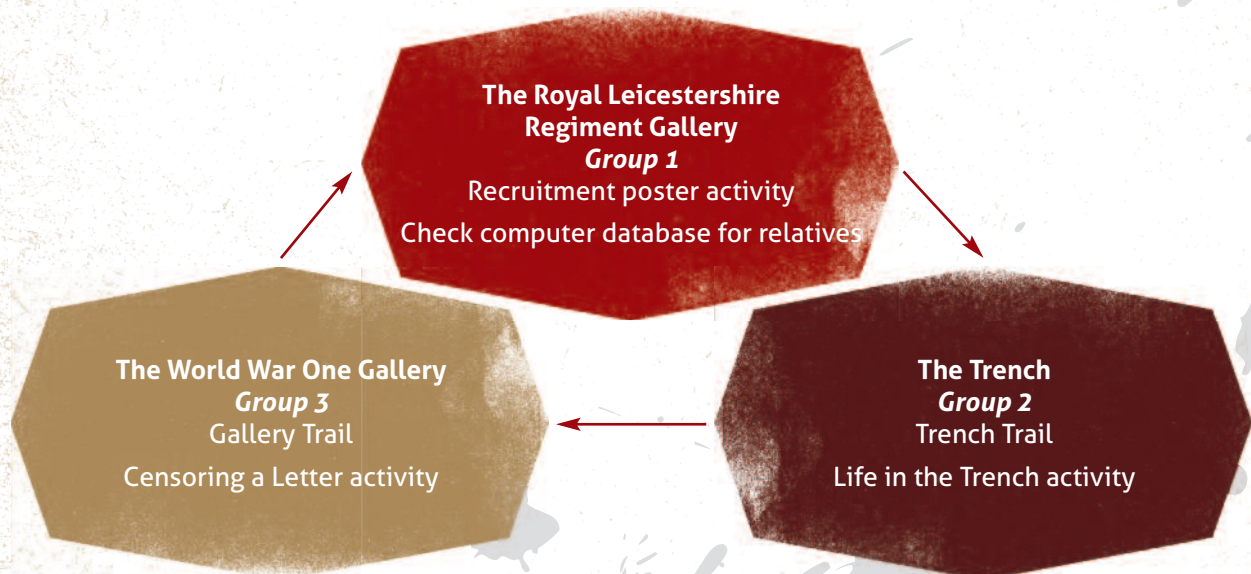 The Royal Leicestershire
Regiment Gallery
Group 1
Recruitment poster activity
Check computer database for relatives
The World War One Gallery
Group 3
Gallery Trail
Censoring a Letter activity
The Trench
Group 2
Trench Trail
Life in the Trench activity